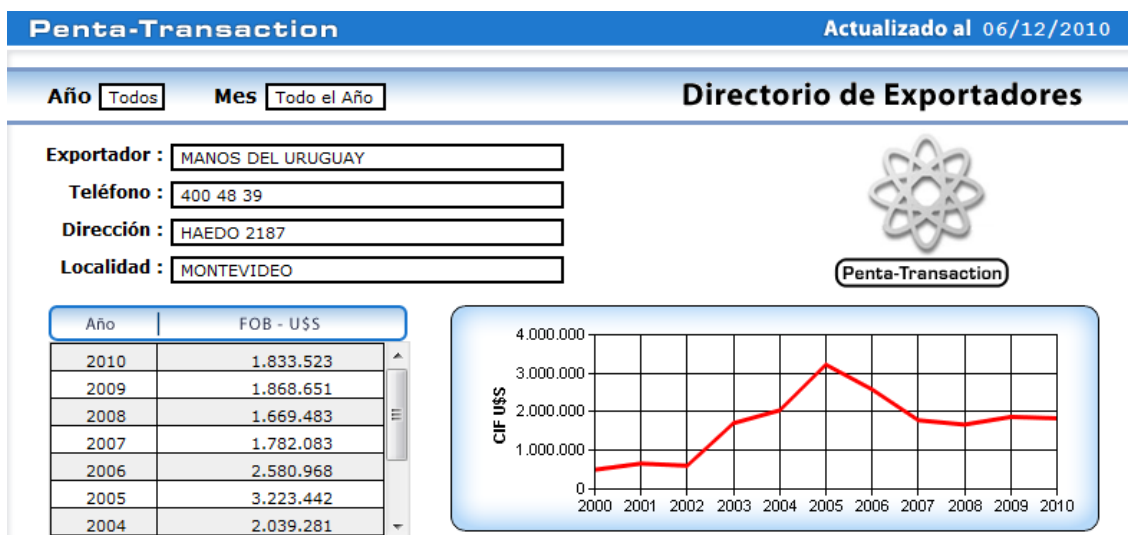 Penta-Transaction
Actualizado al 06/12/2010
Año Todos Mes Todo el Año
Directorio de Exportadores
Exportador : MANOS DEL URUGUAY
Teléfono : 400 48 39
Dirección : HAEDO 2187
Localidad : MONTEVIDEO
Penta-Transaction
Año FOB - U$S
2010 1.833.523
2009 1.868.651
2008 1.669.483
2007 1.782.083
2006 2.580.968
2005 3.223.442
2004 2.039.281
CIF U$S
4.000.000
3.000.000
2.000.000
1.000.000
0
2000 2001 2002 2003 2004 2005 2006 2007 2008 2009 2010